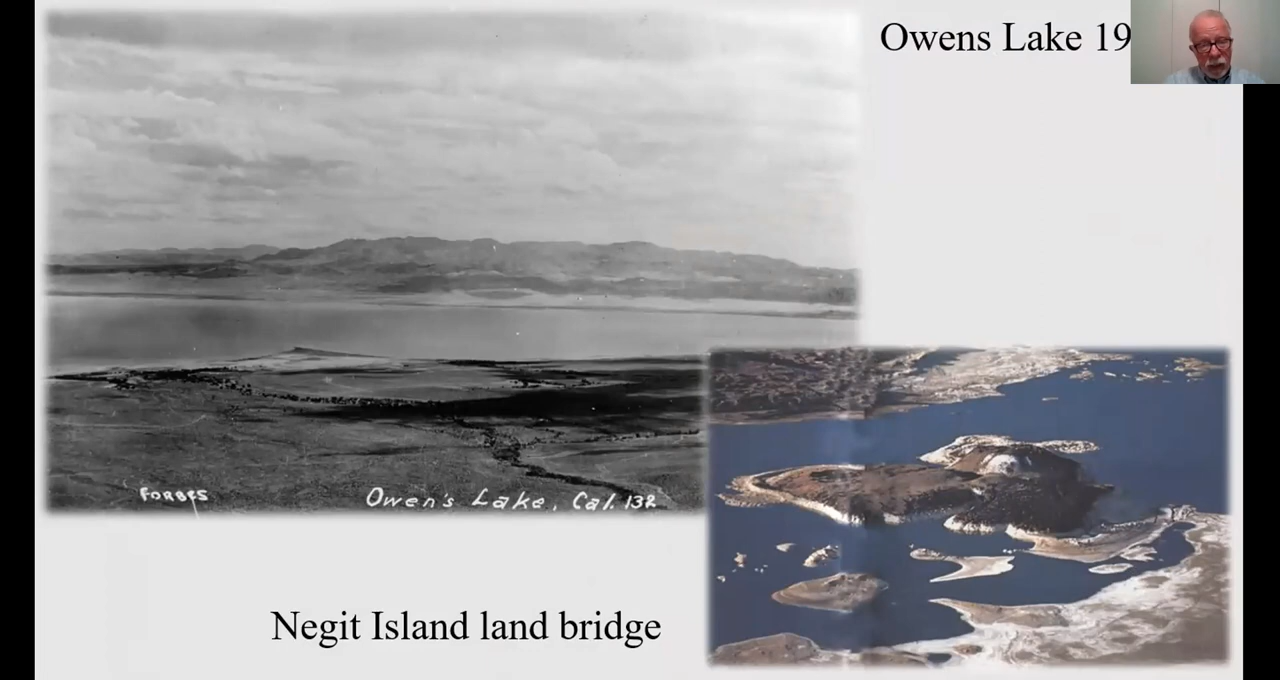 Owens Lake 19
FORBES
Owen's Lake, Cal. 132
Negit Island land bridge